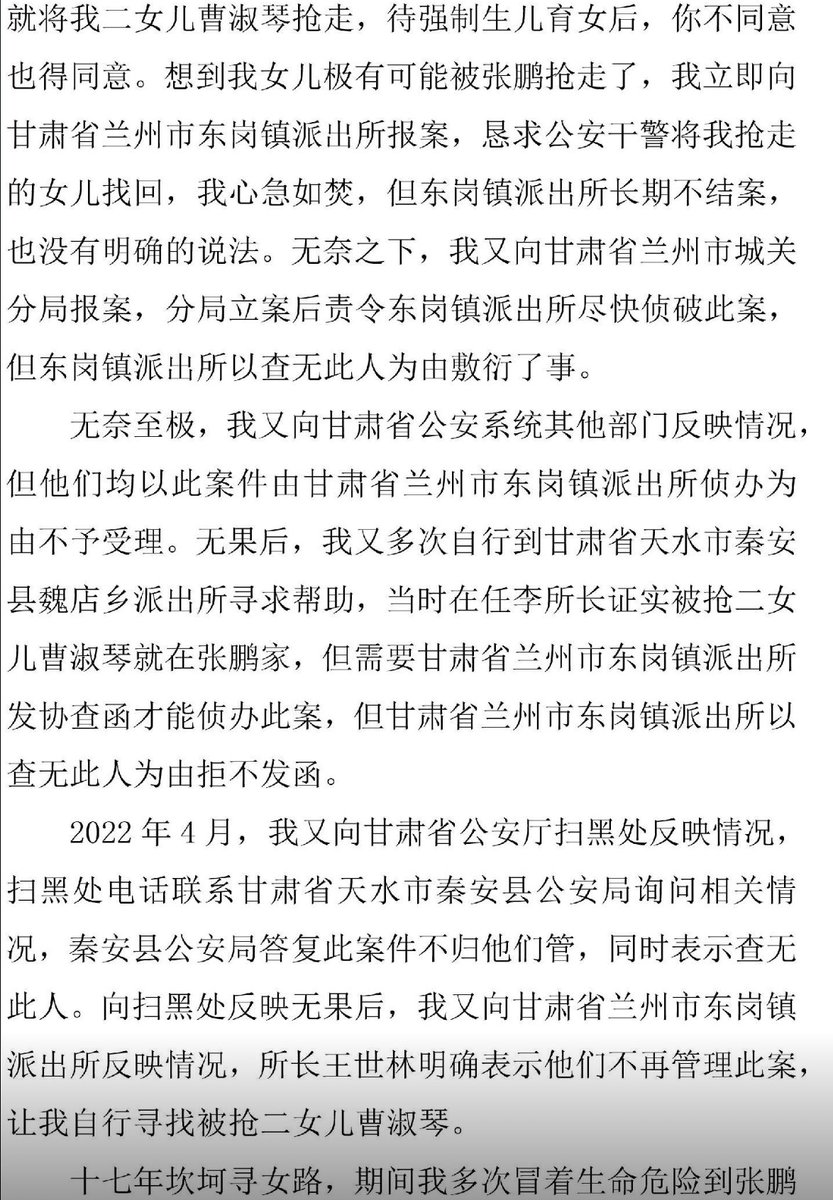 就将我二女儿曹淑琴抢走，待强制生儿育女后，你不同意
也得同意。想到我女儿极有可能被张鹏抢走了，我立即向
甘肃省兰州市东岗镇派出所报案，恳求公安干警将我抢走
的女儿找回，我心急如焚，但东岗镇派出所长期不结案，
也没有明确的说法。无奈之下，我又向甘肃省兰州市城关
分局报案，分局立案后责令东岗镇派出所尽快侦破此案，
但东岗镇派出所以查无此人为由敷衍了事。
无奈至极，我又向甘肃省公安系统其他部门反映情况，
但他们均以此案件由甘肃省兰州市东岗镇派出所侦办为
由不予受理。无果后，我又多次自行到甘肃省天水市秦安
县魏店乡派出所寻求帮助，当时在任李所长证实被抢二女
儿曹淑琴就在张鹏家，但需要甘肃省兰州市东岗镇派出所
发协查函才能侦办此案，但甘肃省兰州市东岗镇派出所以
查无此人为由拒不发函。
2022 年 4 月，我又向甘肃省公安厅扫黑处反映情况，
扫黑处电话联系甘肃省天水市秦安县公安局询问相关情
况，秦安县公安局答复此案件不归他们管，同时表示查无
此人。向扫黑处反映无果后，我又向甘肃省兰州市东岗镇
派出所反映情况，所长王世林明确表示他们不再管理此案，
让我自行寻找被抢二女儿曹淑琴。
十七年坎坷寻女路，期间我多次冒着生命危险到张鹏